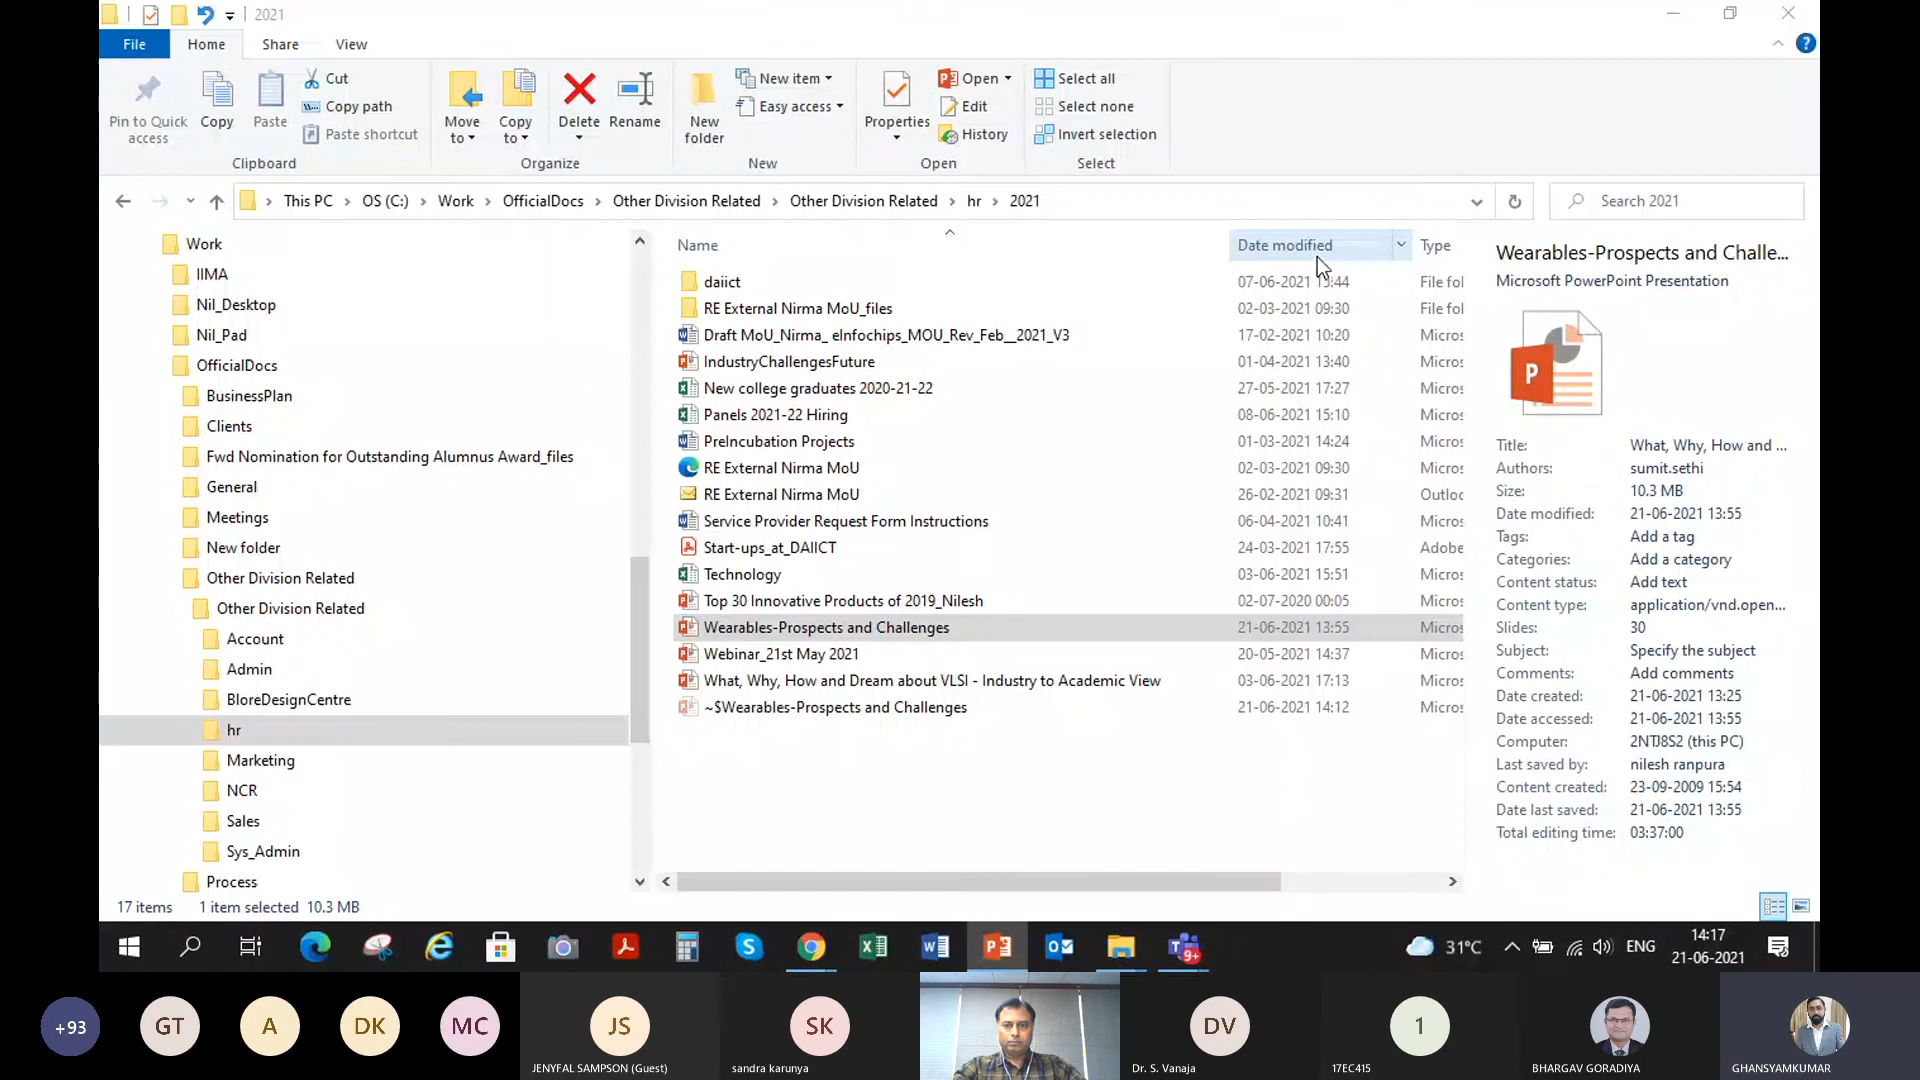 2021
File
Home
Share
View
Pin to Quick access
Copy
Paste
Cut
Copy path
Paste shortcut
Clipboard
Move to
Copy to
Delete
Rename
Organize
New folder
New item
Easy access
New
Properties
Open
Edit
History
Open
Select all
Select none
Invert selection
Select
This PC > OS (C:) > Work > OfficialDocs > Other Division Related > Other Division Related > hr > 2021
Search 2021
Work
IIMA
Nil_Desktop
Nil_Pad
OfficialDocs
BusinessPlan
Clients
Fwd Nomination for Outstanding Alumnus Award_files
General
Meetings
New folder
Other Division Related
Other Division Related
Account
Admin
BloreDesignCentre
hr
Marketing
NCR
Sales
Sys_Admin
Process
Name Date modified Type
daiict 07-06-2021 15:44 File fol
RE External Nirma MoU_files 02-03-2021 09:30 File fol
Draft MoU_Nirma_ eInfochips_MOU_Rev_Feb__2021_V3 17-02-2021 10:20 Micros
IndustryChallengesFuture 01-04-2021 13:40 Micros
New college graduates 2020-21-22 27-05-2021 17:27 Micros
Panels 2021-22 Hiring 08-06-2021 15:10 Micros
PreIncubation Projects 01-03-2021 14:24 Micros
RE External Nirma MoU 02-03-2021 09:30 Micros
RE External Nirma MoU 26-02-2021 09:31 Outloc
Service Provider Request Form Instructions 06-04-2021 10:41 Micros
Start-ups_at_DAIICT 24-03-2021 17:55 Adobe
Technology 03-06-2021 15:51 Micros
Top 30 Innovative Products of 2019_Nilesh 02-07-2020 00:05 Micros
Wearables-Prospects and Challenges 21-06-2021 13:55 Micros
Webinar_21st May 2021 20-05-2021 14:37 Micros
What, Why, How and Dream about VLSI - Industry to Academic View 03-06-2021 17:13 Micros
~$Wearables-Prospects and Challenges 21-06-2021 14:12 Micros
Wearables-Prospects and Challe...
Microsoft PowerPoint Presentation
P
Title: What, Why, How and ...
Authors: sumit.sethi
Size: 10.3 MB
Date modified: 21-06-2021 13:55
Tags: Add a tag
Categories: Add a category
Content status: Add text
Content type: application/vnd.open...
Slides: 30
Subject: Specify the subject
Comments: Add comments
Date created: 21-06-2021 13:25
Date accessed: 21-06-2021 13:55
Computer: 2NTJ8S2 (this PC)
Last saved by: nilesh ranpura
Content created: 23-09-2009 15:54
Date last saved: 21-06-2021 13:55
Total editing time: 03:37:00
17 items 1 item selected 10.3 MB
9+
31°C ENG 14:17
21-06-2021
+93 GT A DK MC JS SK DV 1
JENYFAL SAMPSON (Guest) sandra karunya Dr. S. Vanaja 17EC415 BHARGAV GORADIYA GHANSYAMKUMAR